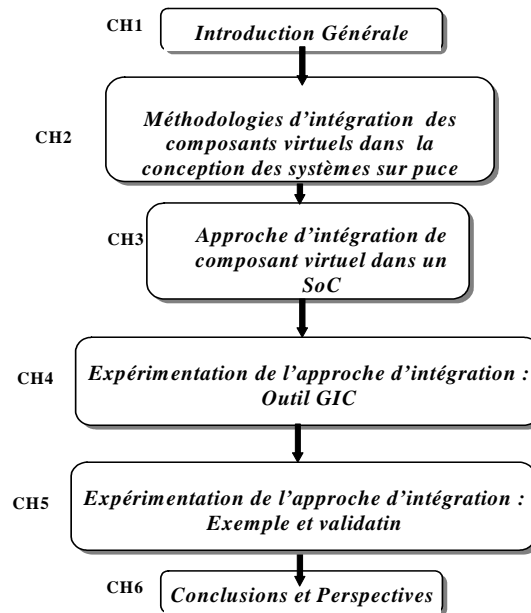 CH1
Introduction Générale
CH2
Méthodologies d'intégration des
composants virtuels dans la
conception des systèmes sur puce
CH3
Approche d'intégration de
composant virtuel dans un
SoC
CH4
Expérimentation de l'approche d'intégration :
Outil GIC
CH5
Expérimentation de l'approche d'intégration :
Exemple et validatin
CH6
Conclusions et Perspectives